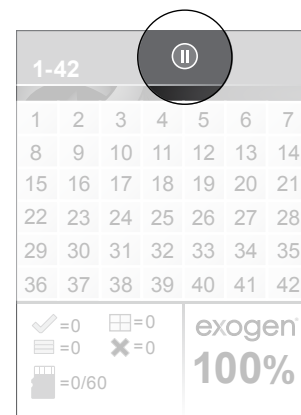 1-42
1 2 3 4 5 6 7
8 9 10 11 12 13 14
15 16 17 18 19 20 21
22 23 24 25 26 27 28
29 30 31 32 33 34 35
36 37 38 39 40 41 42
=0 =0
=0 =0
=0/60
exogen
100%